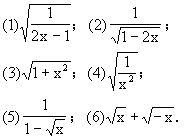 (1)√(1/(2x−1)); (2) 1/√(1−2x);
(3)√(1+x²); (4)√(1/x²);
(5) 1/(1−√x); (6)√x+√(−x).